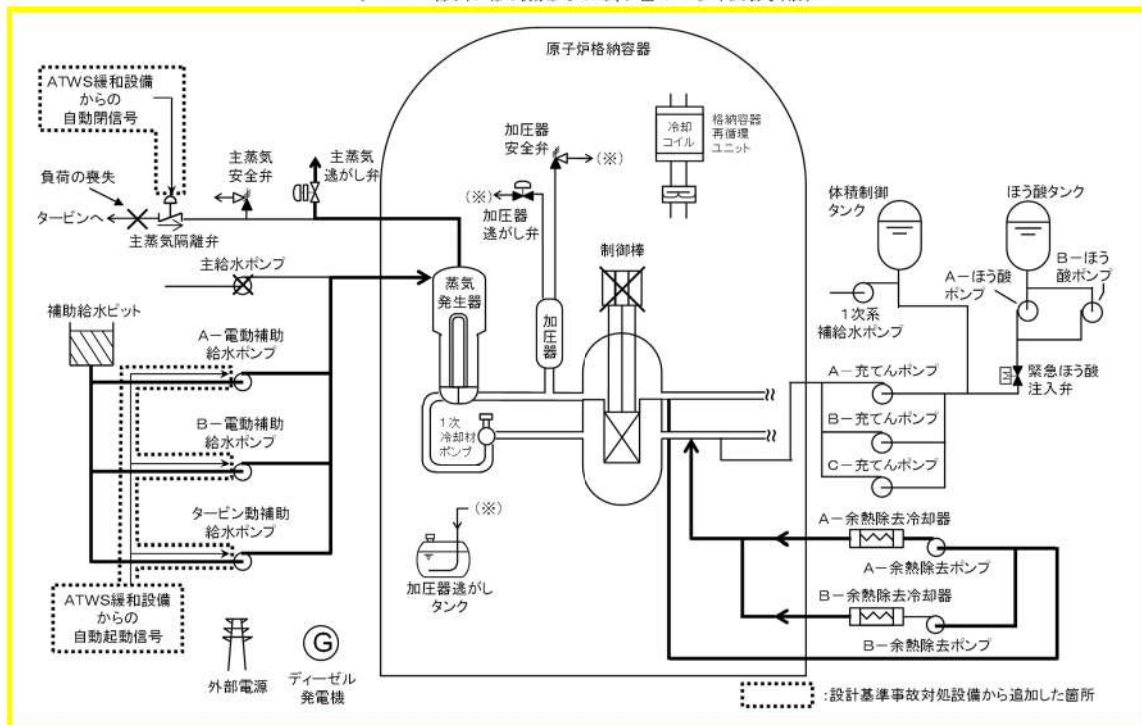 原子炉格納容器
ATWS緩和設備
からの
自動閉信号
負荷の喪失
タービンへ
主蒸気隔離弁
主蒸気
安全弁
主蒸気
逃がし弁
主給水ポンプ
補助給水ピット
A-電動補助
給水ポンプ
B-電動補助
給水ポンプ
タービン動補助
給水ポンプ
ATWS緩和設備
からの
自動起動信号
外部電源
G
ディーゼル
発電機
加圧器
安全弁
(※)
(※)
加圧器
逃がし弁
冷却
コイル
格納容器
再循環
ユニット
制御棒
蒸気
発生器
加圧器
1次
冷却材
ポンプ
(※)
加圧器逃がし
タンク
体積制御
タンク
ほう酸タンク
1次系
補給水ポンプ
A-ほう酸
ポンプ
B-ほう
酸ポンプ
M
緊急ほう酸
注入弁
A-充てんポンプ
B-充てんポンプ
C-充てんポンプ
A-余熱除去冷却器
A-余熱除去ポンプ
B-余熱除去冷却器
B-余熱除去ポンプ
:設計基準事故対処設備から追加した箇所